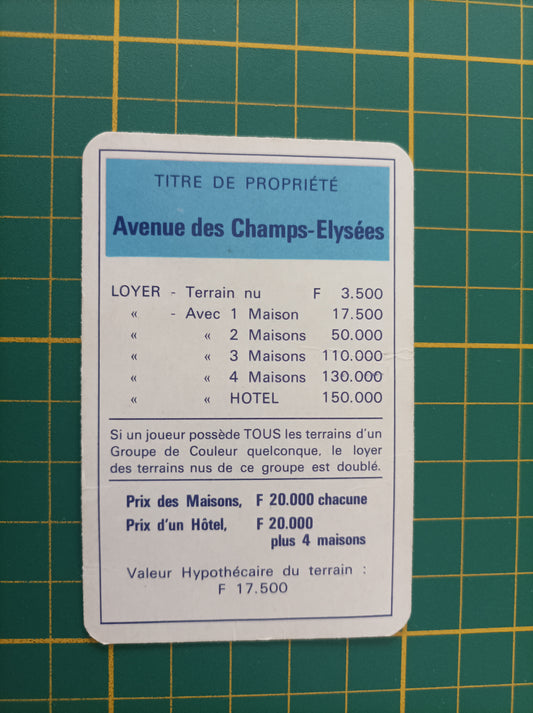 TITRE DE PROPRIÉTÉ
Avenue des Champs-Elysées
LOYER - Terrain nu F 3.500
« - Avec 1 Maison 17.500
« « 2 Maisons 50.000
« « 3 Maisons 110.000
« « 4 Maisons 130.000
« « HOTEL 150.000
Si un joueur possède TOUS les terrains d'un
Groupe de Couleur quelconque, le loyer
des terrains nus de ce groupe est doublé.
Prix des Maisons, F 20.000 chacune
Prix d'un Hôtel, F 20.000
plus 4 maisons
Valeur Hypothécaire du terrain :
F 17.500